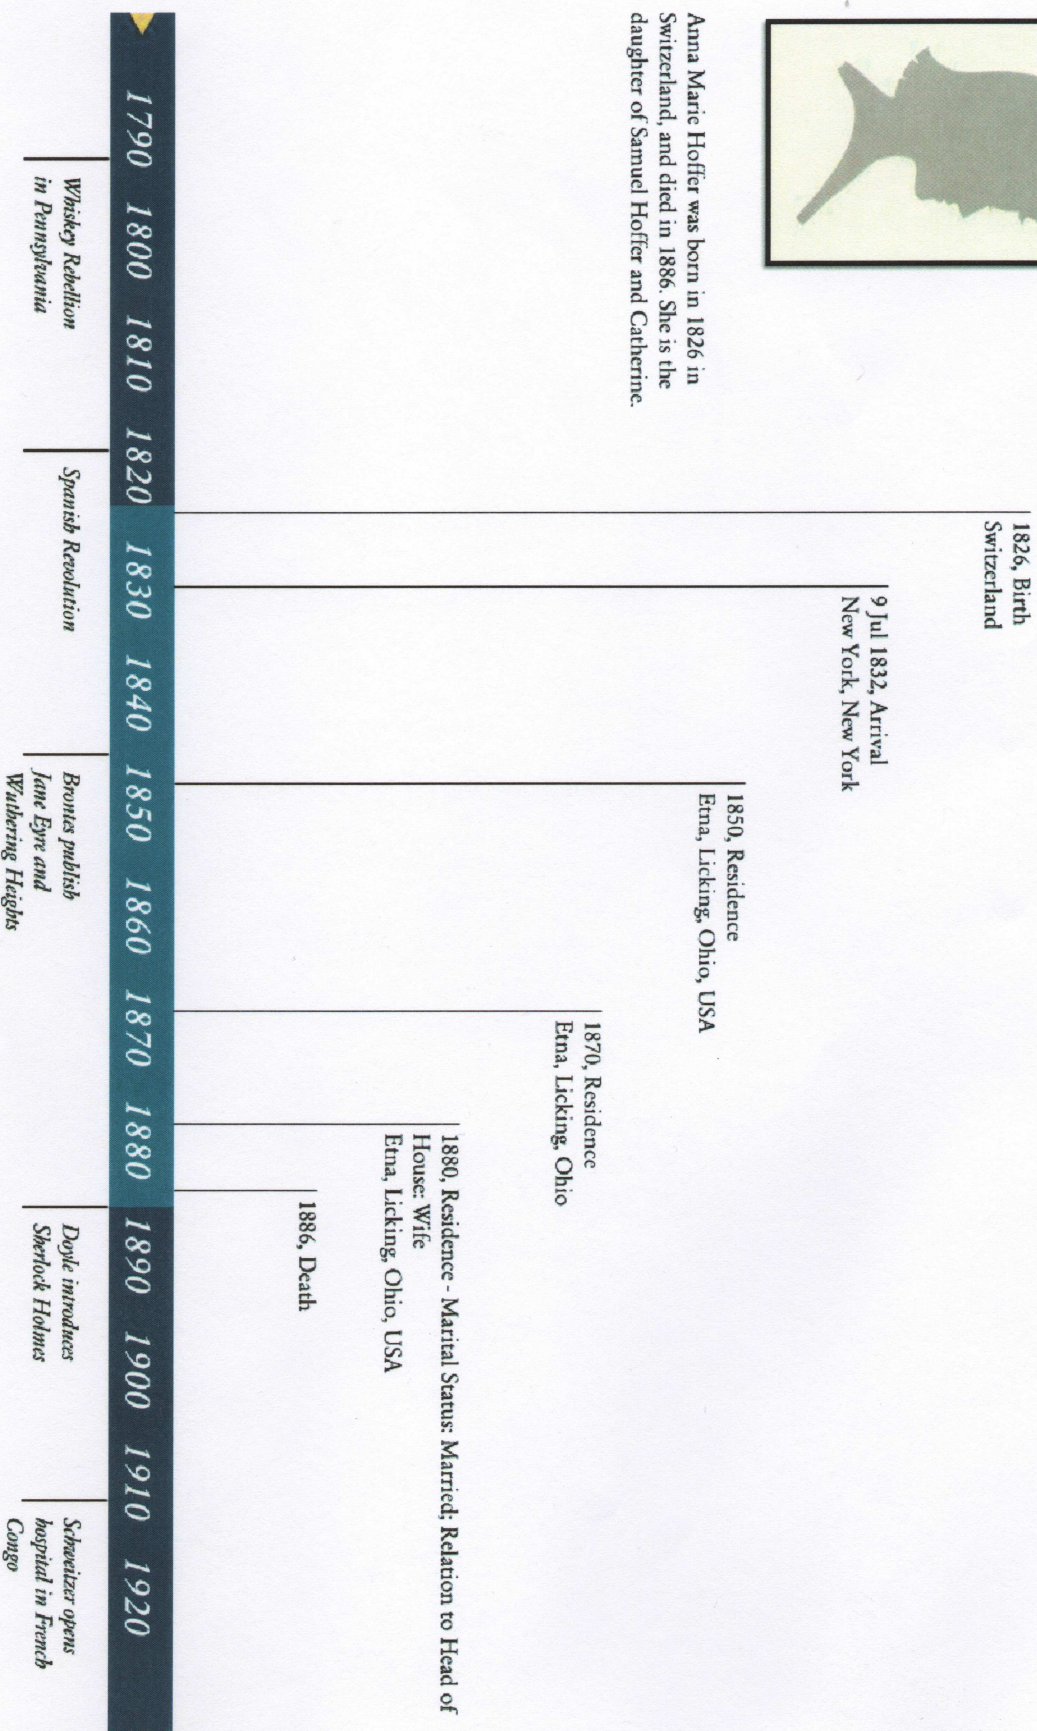 1826, Birth
Switzerland
9 Jul 1832, Arrival
New York, New York
1850, Residence
Etna, Licking, Ohio, USA
Anna Marie Hoffer was born in 1826 in
Switzerland, and died in 1886. She is the
daughter of Samuel Hoffer and Catherine.
1870, Residence
Etna, Licking, Ohio
1880, Residence - Marital Status: Married; Relation to Head of
House: Wife
Etna, Licking, Ohio, USA
1886, Death
1790 1800 1810 1820 1830 1840 1850 1860 1870 1880 1890 1900 1910 1920
Whiskey Rebellion
in Pennsylvania
Spanish Revolution
Brontes publish
Jane Eyre and
Wuthering Heights
Doyle introduces
Sherlock Holmes
Schweitzer opens
hospital in French
Congo